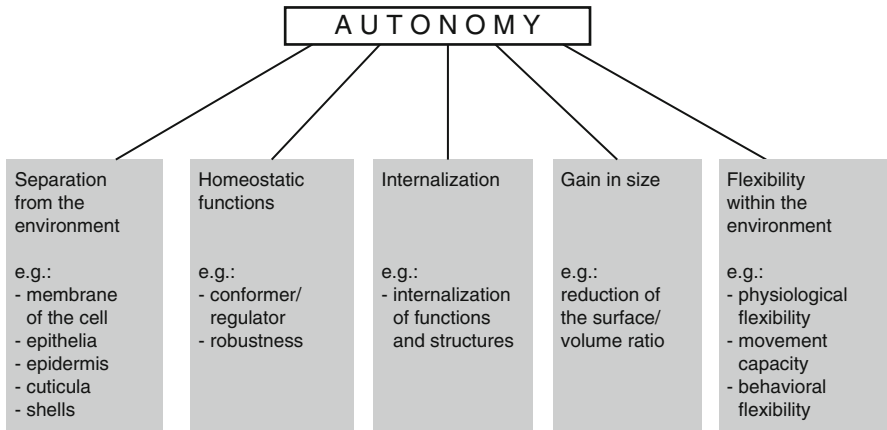 AUTONOMY
Separation
from the
environment
e.g.:
- membrane
of the cell
- epithelia
- epidermis
- cuticula
- shells
Homeostatic
functions
e.g.:
- conformer/
regulator
- robustness
Internalization
e.g.:
- internalization
of functions
and structures
Gain in size
e.g.:
reduction of
the surface/
volume ratio
Flexibility
within the
environment
e.g.:
- physiological
flexibility
- movement
capacity
- behavioral
flexibility